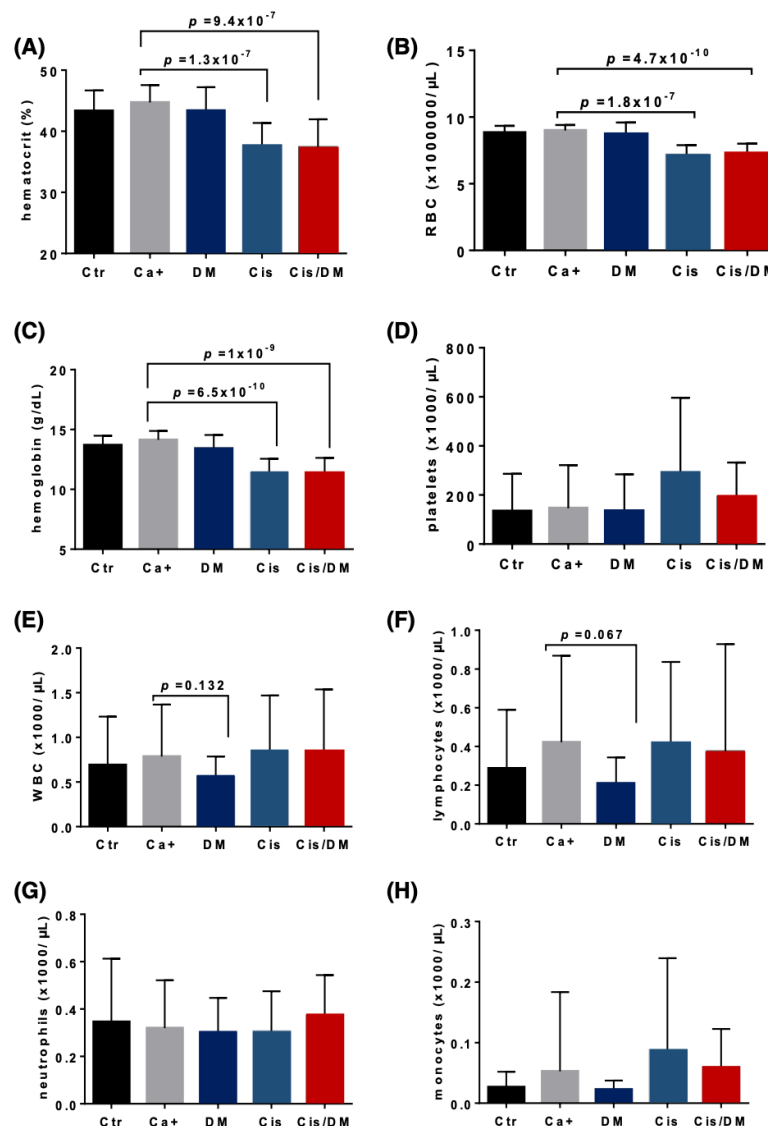 (A)
p = 9.4x10-7
p = 1.3x10-7
hematocrit (%)
50
40
30
20
Ctr Ca+ DM Cis Cis/DM
(B)
p = 4.7x10-10
p = 1.8x10-7
RBC (x1000000/µL)
15
10
5
0
Ctr Ca+ DM Cis Cis/DM
(C)
p =1x10-9
p =6.5x10-10
hemoglobin (g/dL)
20
15
10
5
Ctr Ca+ DM Cis Cis/DM
(D)
platelets (x1000/µL)
800
600
400
200
0
Ctr Ca+ DM Cis Cis/DM
(E)
p =0.132
WBC (x1000/µL)
2.0
1.5
1.0
0.5
0.0
Ctr Ca+ DM Cis Cis/DM
(F)
p =0.067
lymphocytes (x1000/µL)
1.0
0.8
0.6
0.4
0.2
0.0
Ctr Ca+ DM Cis Cis/DM
(G)
neutrophils (x1000/µL)
0.8
0.6
0.4
0.2
0.0
Ctr Ca+ DM Cis Cis/DM
(H)
monocytes (x1000/µL)
0.3
0.2
0.1
0.0
Ctr Ca+ DM Cis Cis/DM